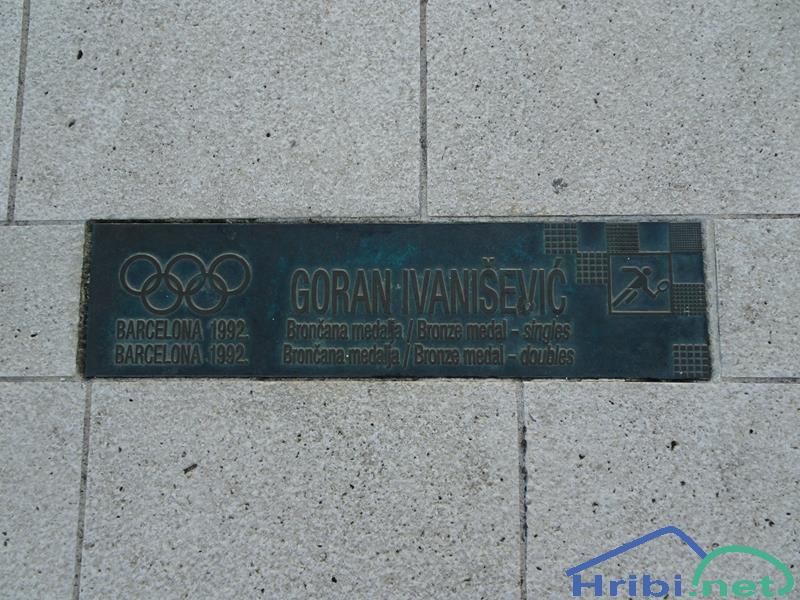 GORAN IVANIŠEVIĆ
BARCELONA 1992. Brončana medalja / Bronze medal - singles
BARCELONA 1992. Brončana medalja / Bronze medal - doubles
Hribi.net